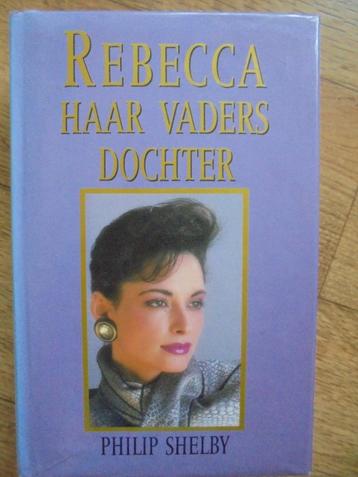 REBECCA
HAAR VADERS
DOCHTER
PHILIP SHELBY